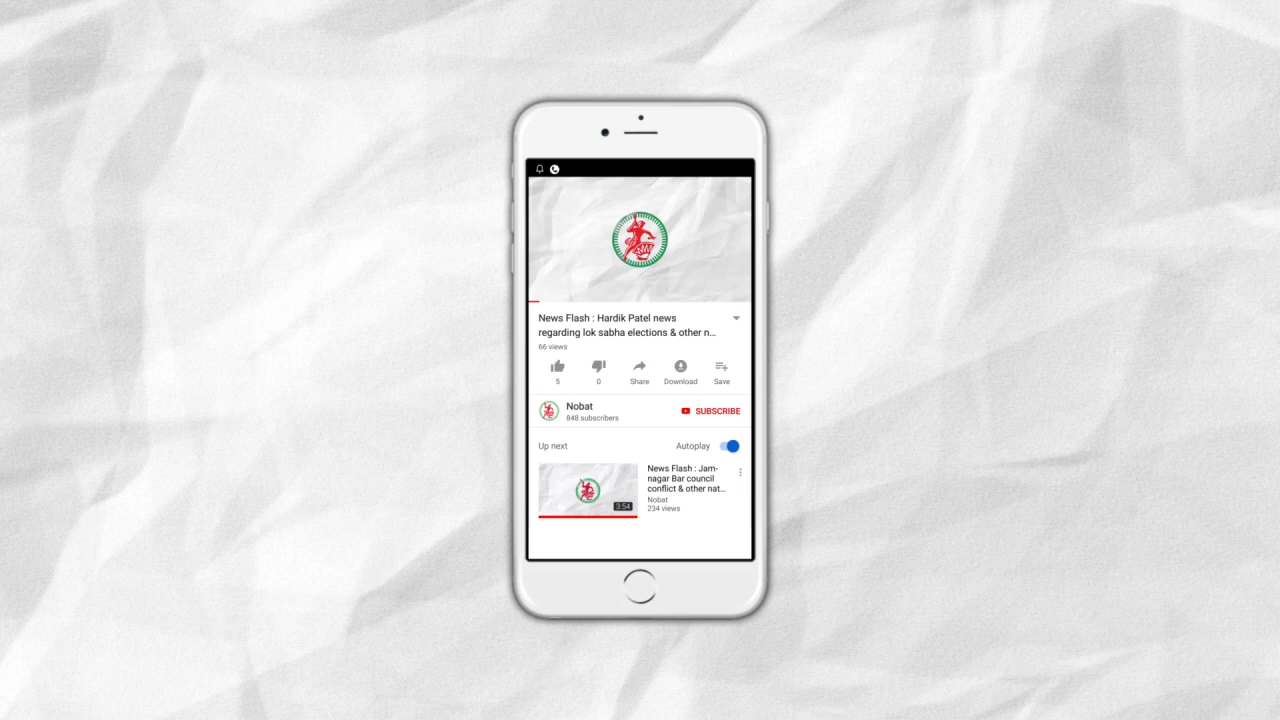 News Flash : Hardik Patel news
regarding lok sabha elections & other n...
66 views
5
0
Share
Download
Save
Nobat
848 subscribers
SUBSCRIBE
Up next
Autoplay
3:54
News Flash : Jam-
nagar Bar council
conflict & other nat...
Nobat
234 views